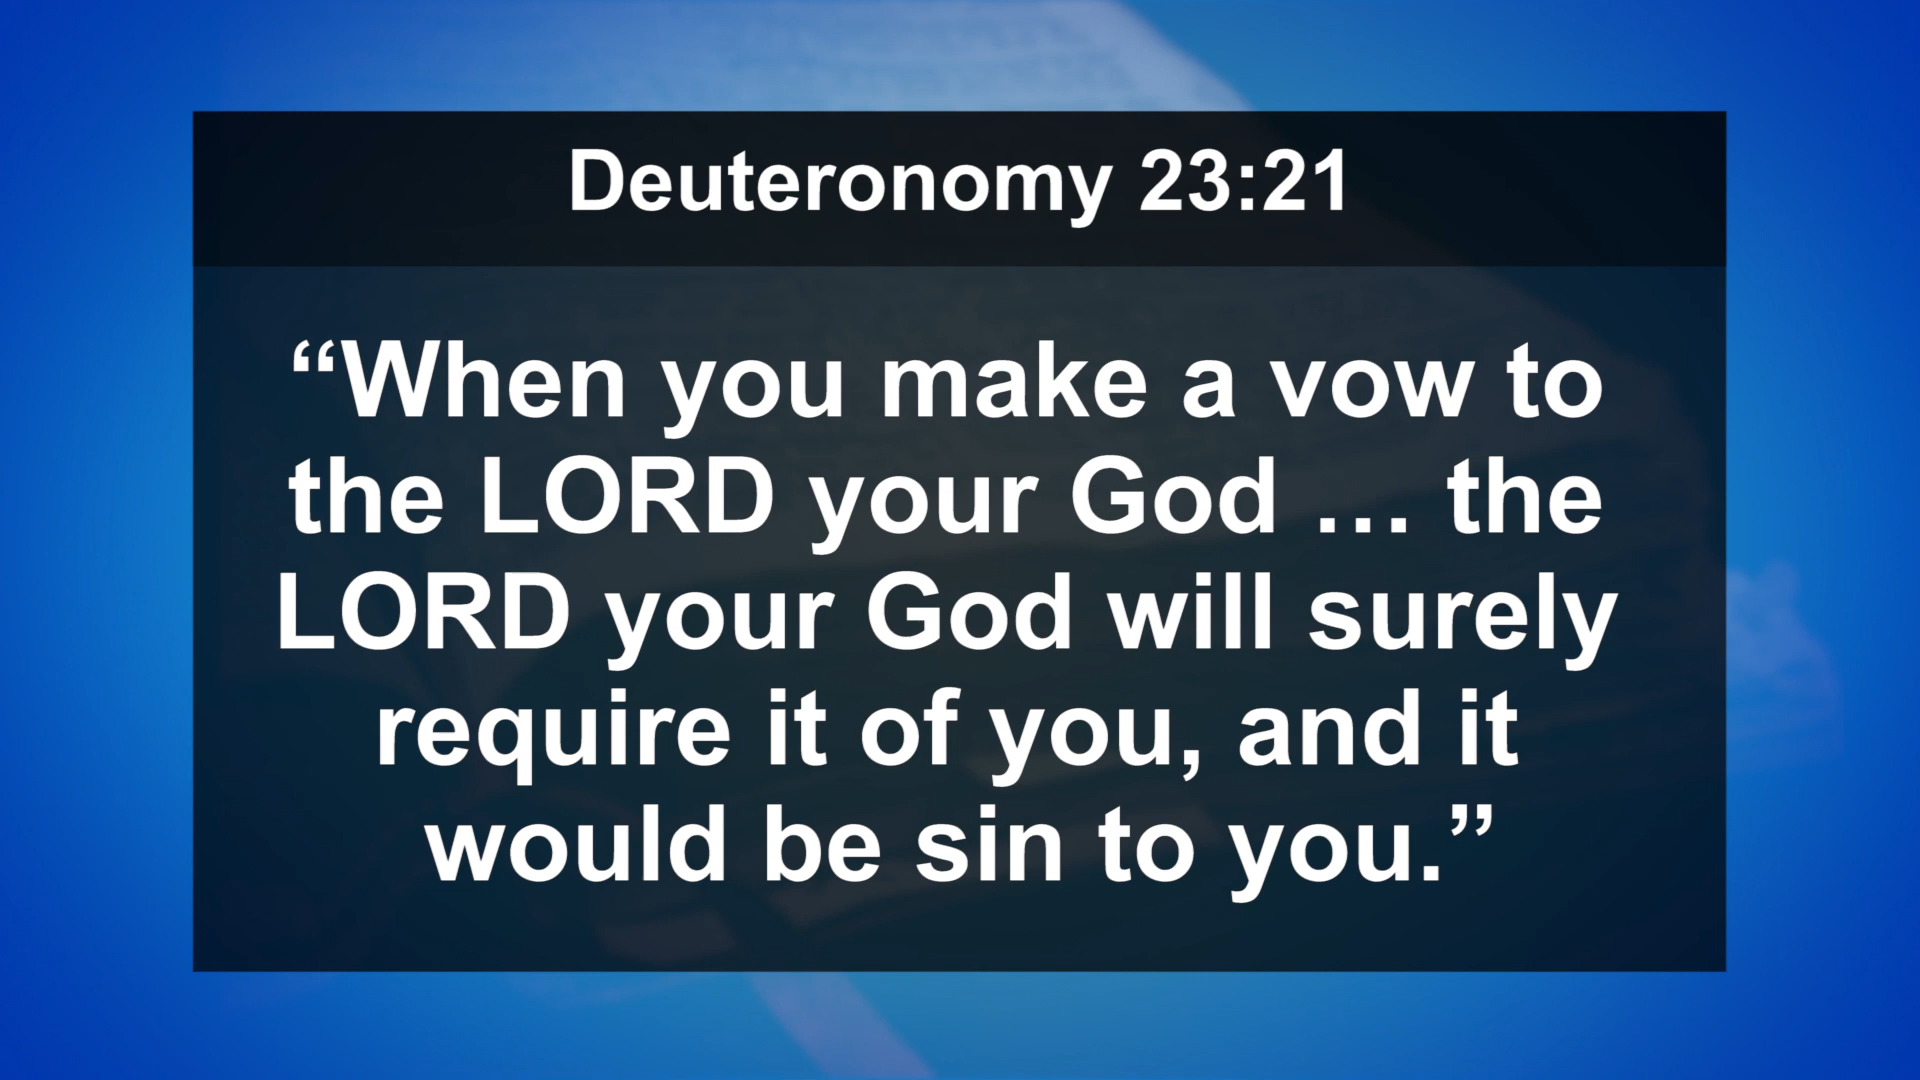 Deuteronomy 23:21
“When you make a vow to
the LORD your God … the
LORD your God will surely
require it of you, and it
would be sin to you.”